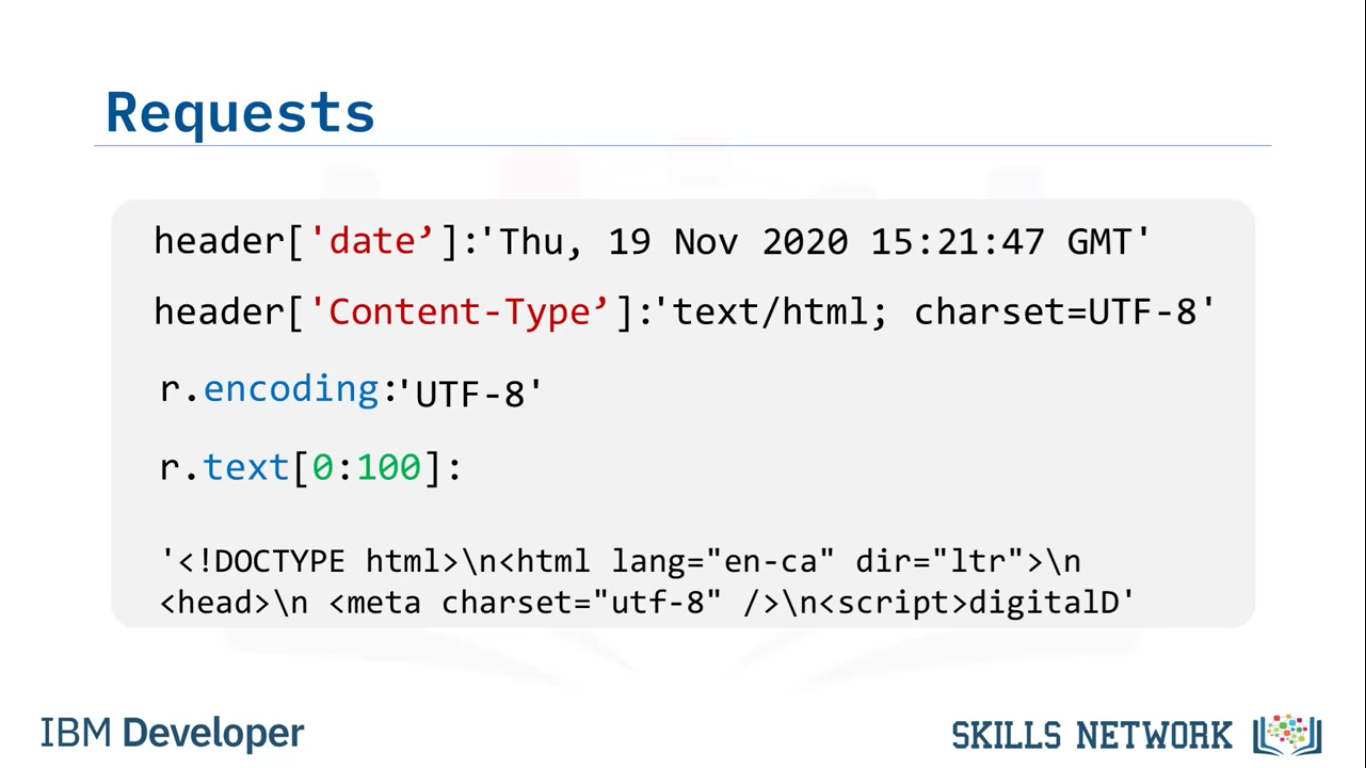 Requests
header['date’]:'Thu, 19 Nov 2020 15:21:47 GMT'
header['Content-Type’]:'text/html; charset=UTF-8'
r.encoding:'UTF-8'
r.text[0:100]:
'<!DOCTYPE html>\n<html lang="en-ca" dir="ltr">\n
<head>\n <meta charset="utf-8" />\n<script>digitalD'
IBM Developer
SKILLS NETWORK